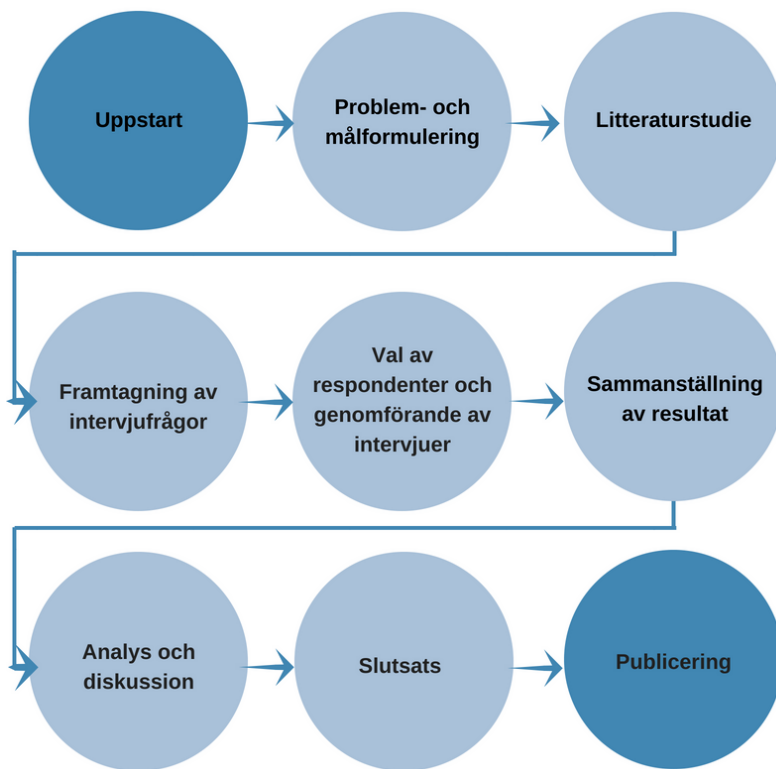 Uppstart
Problem- och
målformulering
Litteraturstudie
Framtagning av
intervjufrågor
Val av
respondenter och
genomförande av
intervjuer
Sammanställning
av resultat
Analys och
diskussion
Slutsats
Publicering